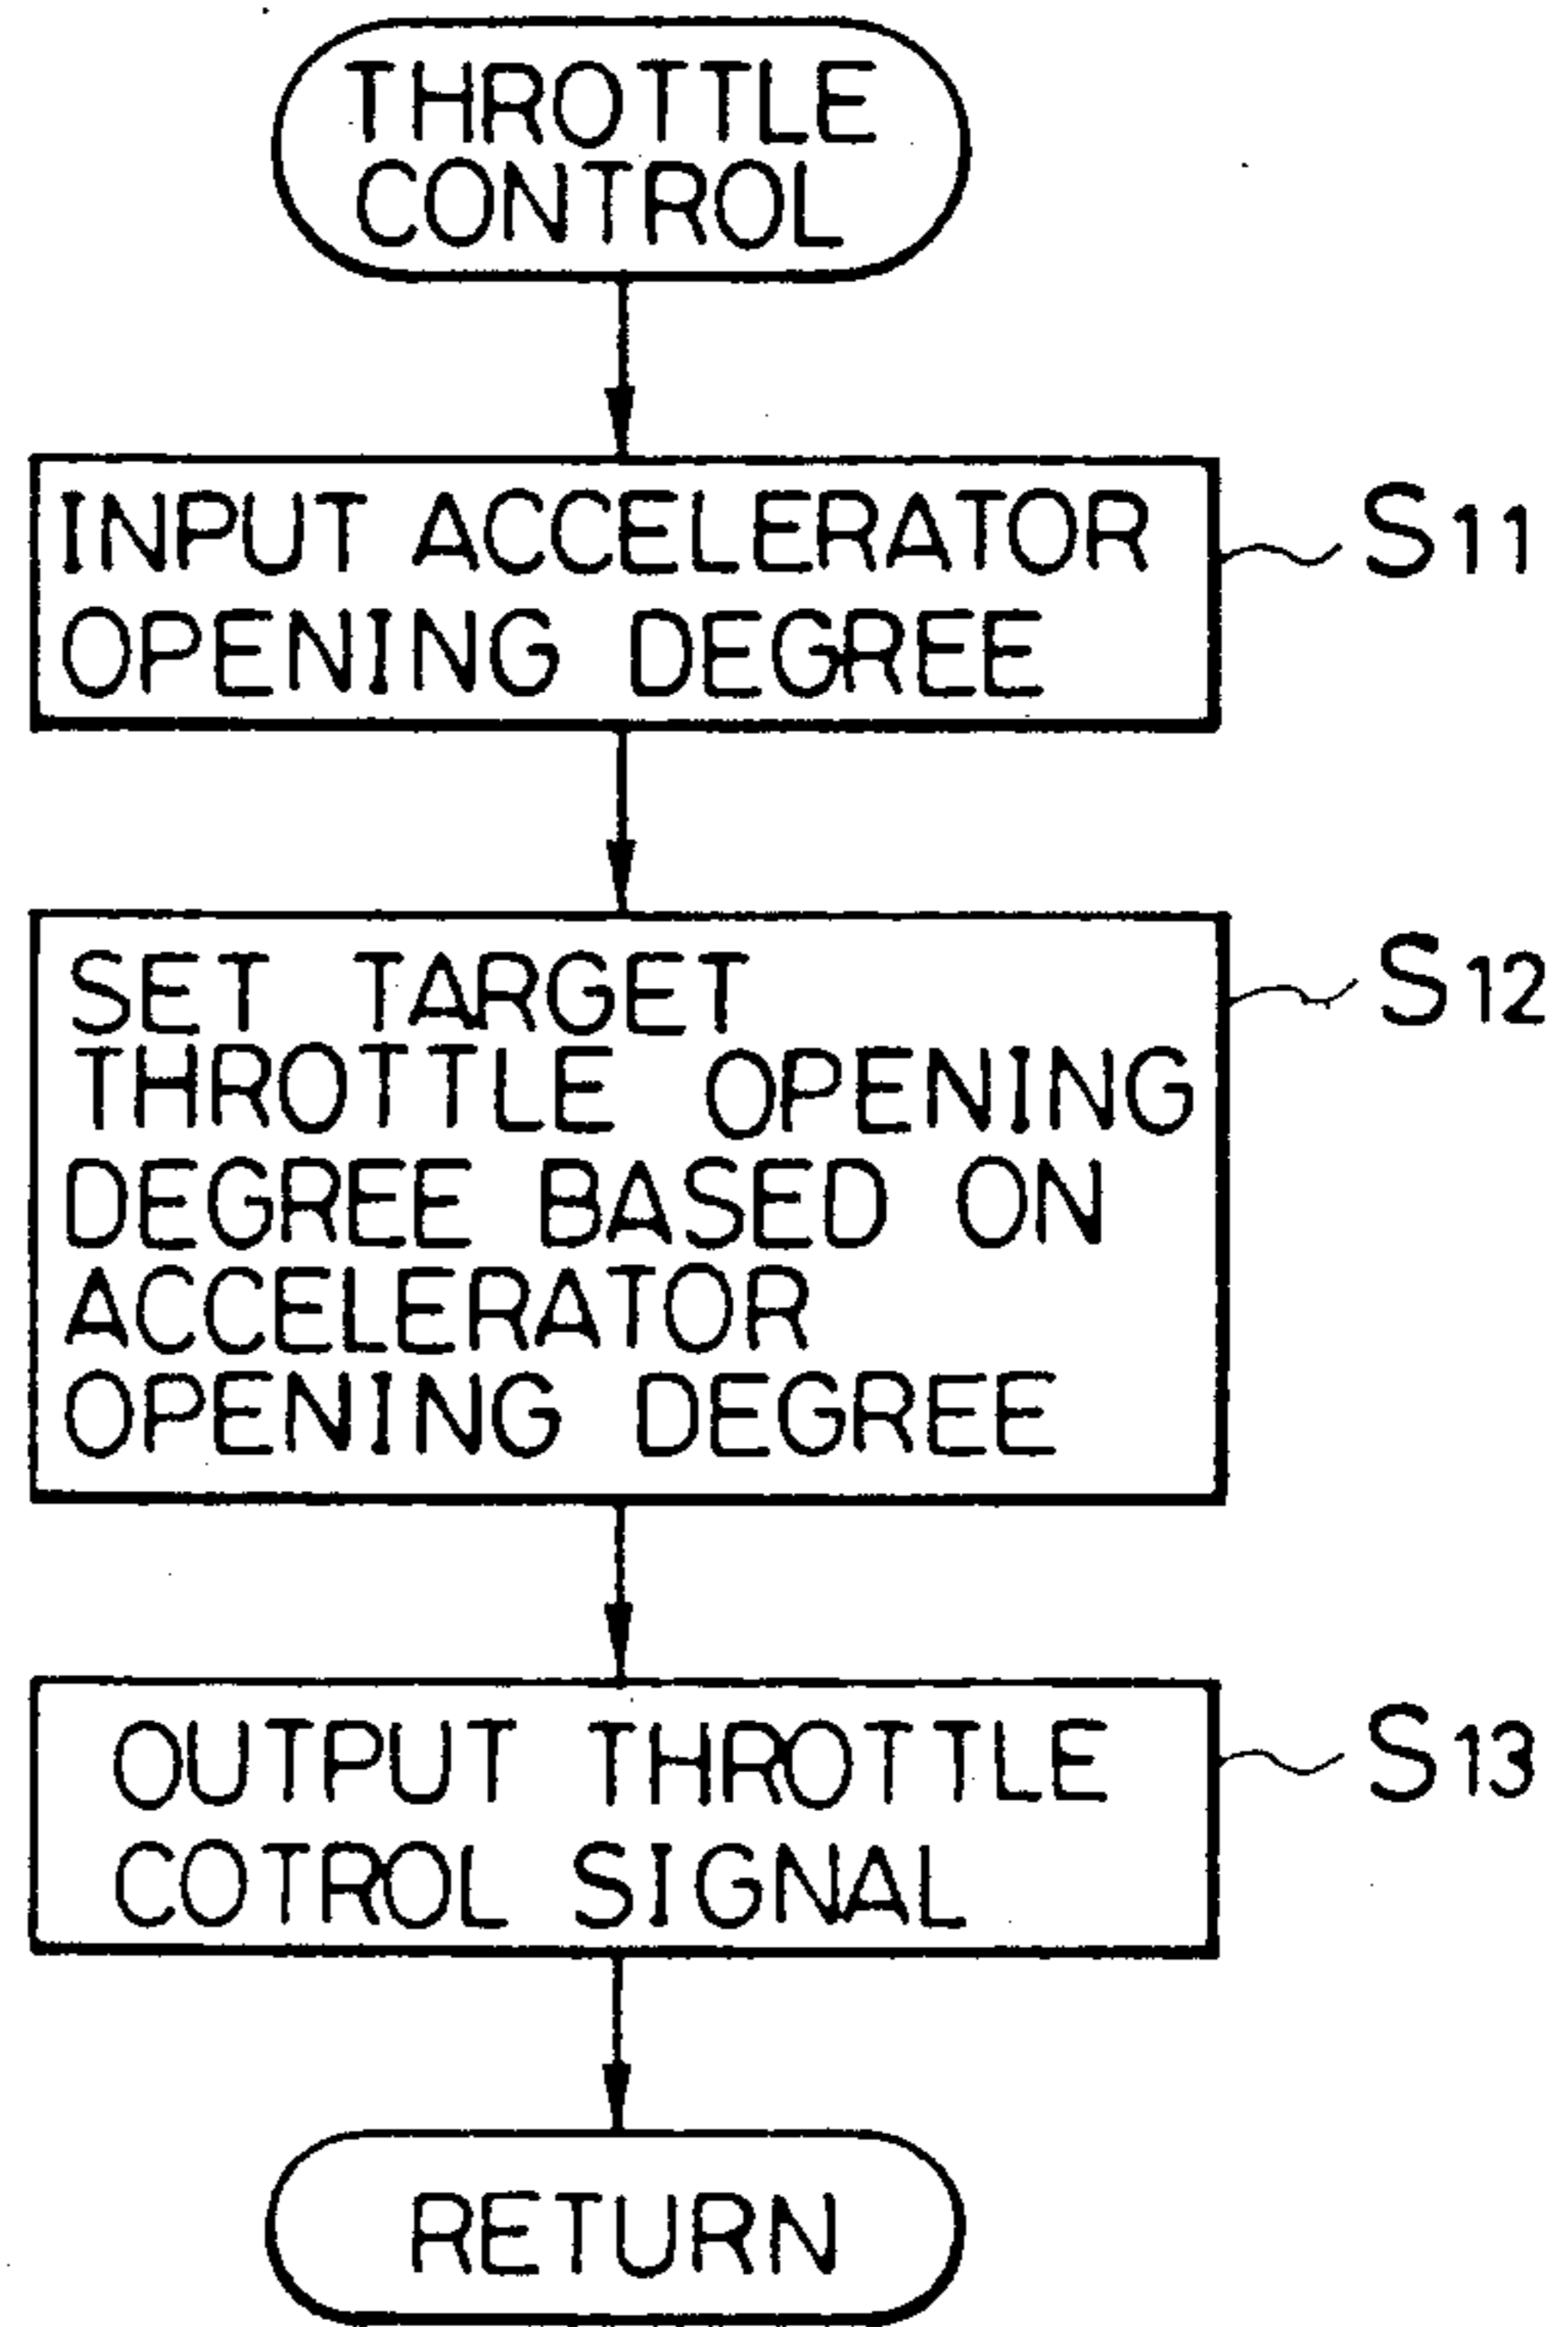 THROTTLE
CONTROL
INPUT ACCELERATOR
OPENING DEGREE
S11
SET TARGET
THROTTLE OPENING
DEGREE BASED ON
ACCELERATOR
OPENING DEGREE
S12
OUTPUT THROTTLE
COTROL SIGNAL
S13
RETURN